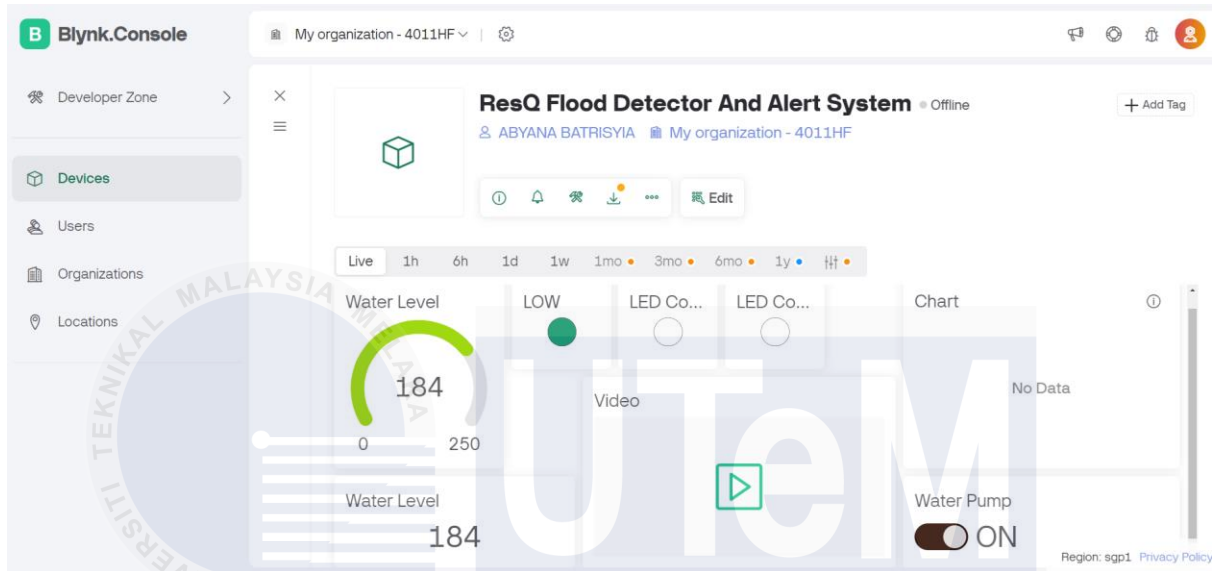 B Blynk.Console
My organization - 4011HF
Developer Zone
Devices
Users
Organizations
Locations
ResQ Flood Detector And Alert System Offline
+ Add Tag
ABYANA BATRISYIA My organization - 4011HF
Edit
Live 1h 6h 1d 1w 1mo 3mo 6mo 1y
Water Level
184
0 250
LOW
LED Co...
LED Co...
Chart
No Data
Video
Water Level
184
Water Pump
ON
Region: sgp1 Privacy Policy
TEKNIKAL MALAYSIA MELAKA
UTeM